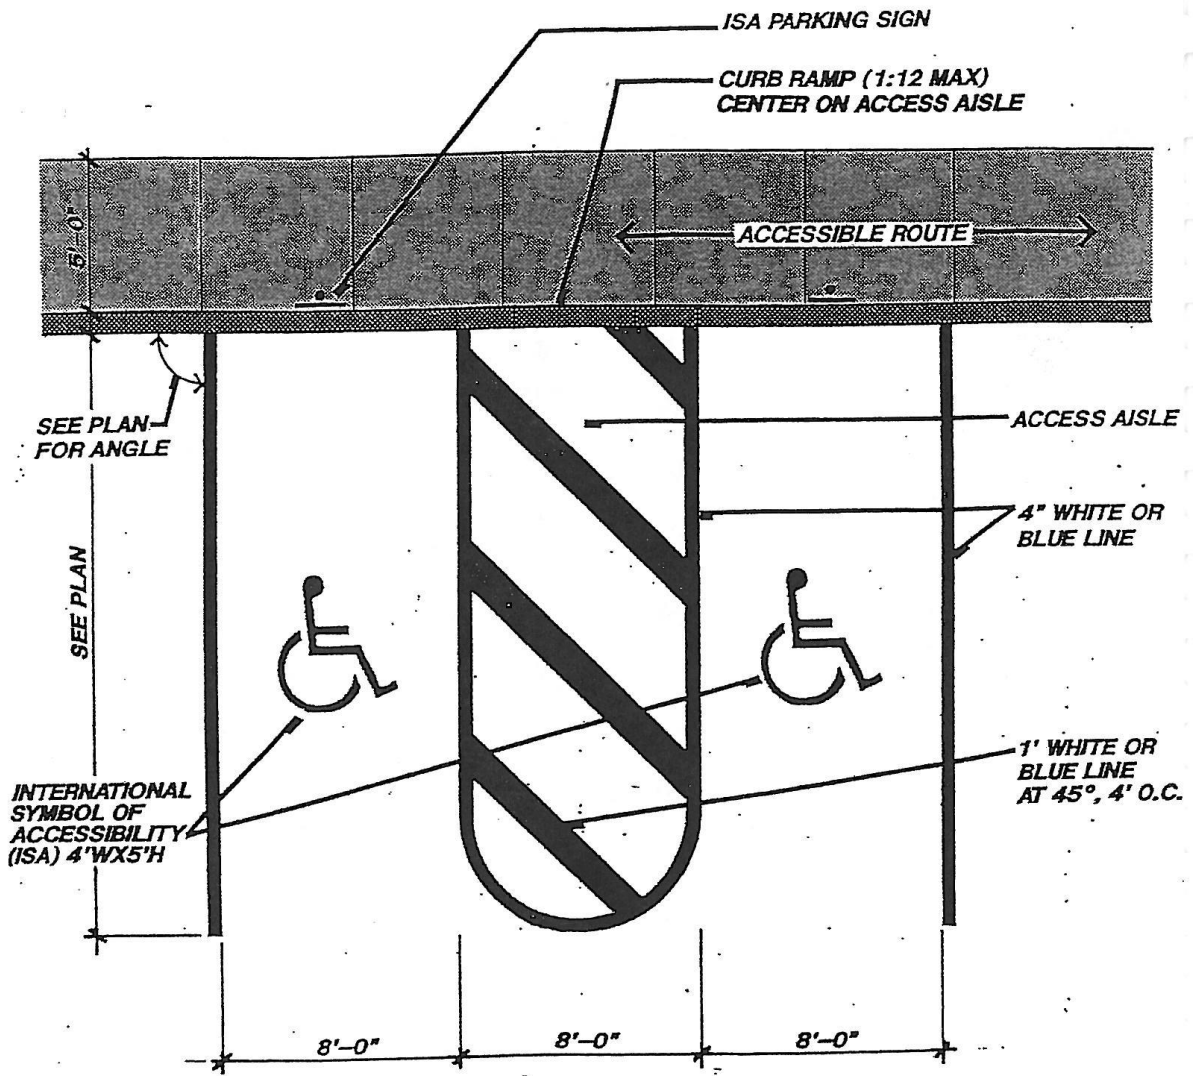 ISA PARKING SIGN
CURB RAMP (1:12 MAX)
CENTER ON ACCESS AISLE
5'-0"
ACCESSIBLE ROUTE
SEE PLAN
FOR ANGLE
ACCESS AISLE
4" WHITE OR
BLUE LINE
SEE PLAN
INTERNATIONAL
SYMBOL OF
ACCESSIBILITY
(ISA) 4'WX5'H
1' WHITE OR
BLUE LINE
AT 45°, 4' O.C.
8'-0"
8'-0"
8'-0"